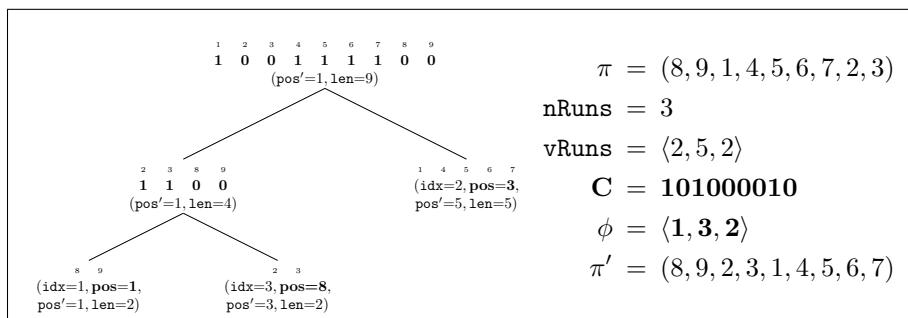 1 2 3 4 5 6 7 8 9
1 0 0 1 1 1 1 0 0
(pos′=1, len=9)
2 3 8 9
1 1 0 0
(pos′=1, len=4)
1 4 5 6 7
(idx=2, pos=3,
pos′=5, len=5)
8 9
(idx=1, pos=1,
pos′=1, len=2)
2 3
(idx=3, pos=8,
pos′=3, len=2)
π = (8, 9, 1, 4, 5, 6, 7, 2, 3)
nRuns = 3
vRuns = ⟨2, 5, 2⟩
C = 101000010
ϕ = ⟨1, 3, 2⟩
π′ = (8, 9, 2, 3, 1, 4, 5, 6, 7)